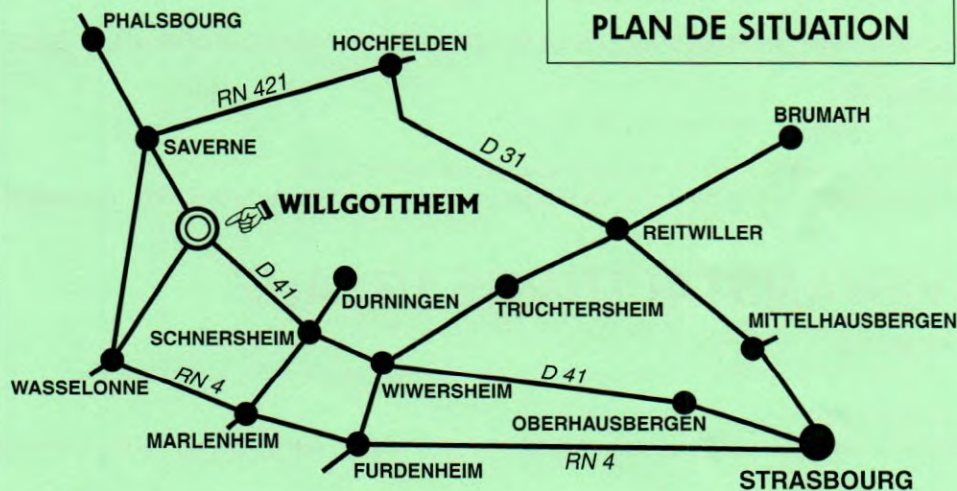 PHALSBOURG
PLAN DE SITUATION
HOCHFELDEN
RN 421
BRUMATH
SAVERNE
D 31
WILLGOTTHEIM
REITWILLER
D 41
DURNINGEN
TRUCHTERSHEIM
SCHNERSHEIM
MITTELHAUSBERGEN
WASSELONNE
RN 4
WIWERSHEIM
D 41
OBERHAUSBERGEN
MARLENHEIM
FURDENHEIM
RN 4
STRASBOURG